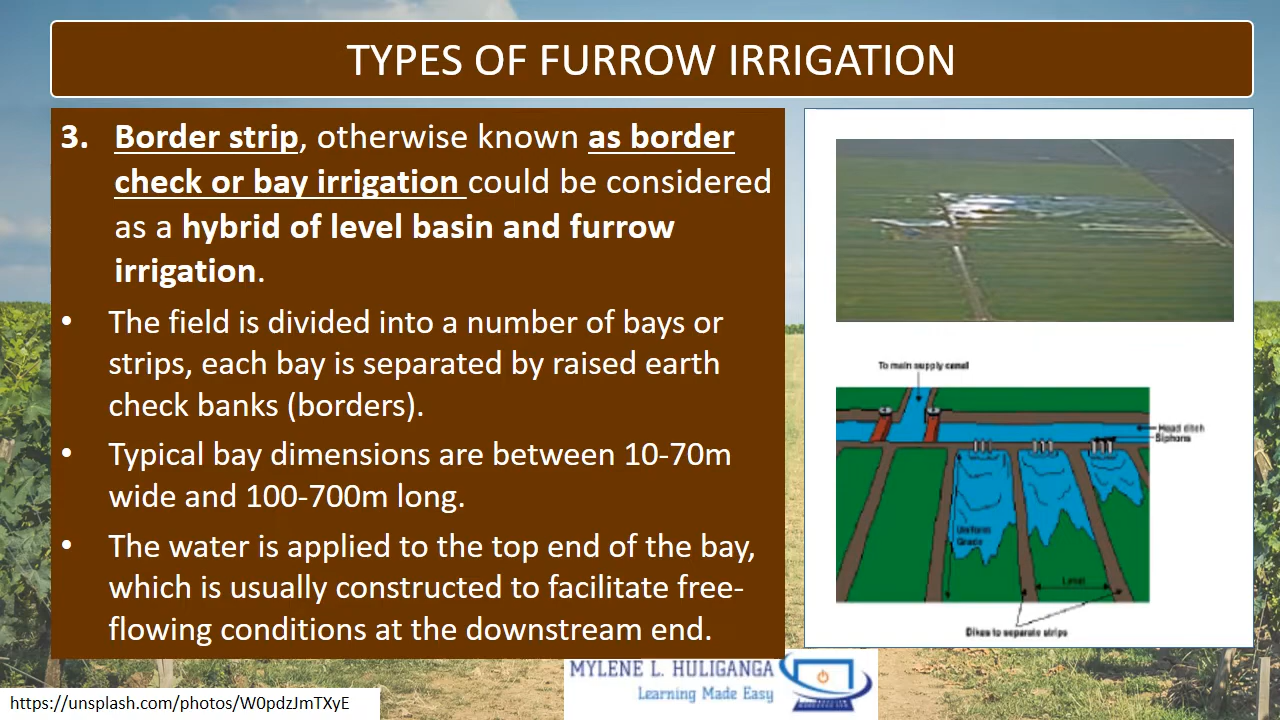 TYPES OF FURROW IRRIGATION
3. Border strip, otherwise known as border
check or bay irrigation could be considered
as a hybrid of level basin and furrow
irrigation.
• The field is divided into a number of bays or
strips, each bay is separated by raised earth
check banks (borders).
• Typical bay dimensions are between 10-70m
wide and 100-700m long.
• The water is applied to the top end of the bay,
which is usually constructed to facilitate free-
flowing conditions at the downstream end.
To main supply canal
Head ditch
Siphons
Uniform
Grade
Level
Dikes to separate strips
MYLENE L. HULIGANGA
Learning Made Easy
https://unsplash.com/photos/W0pdzJmTXyE